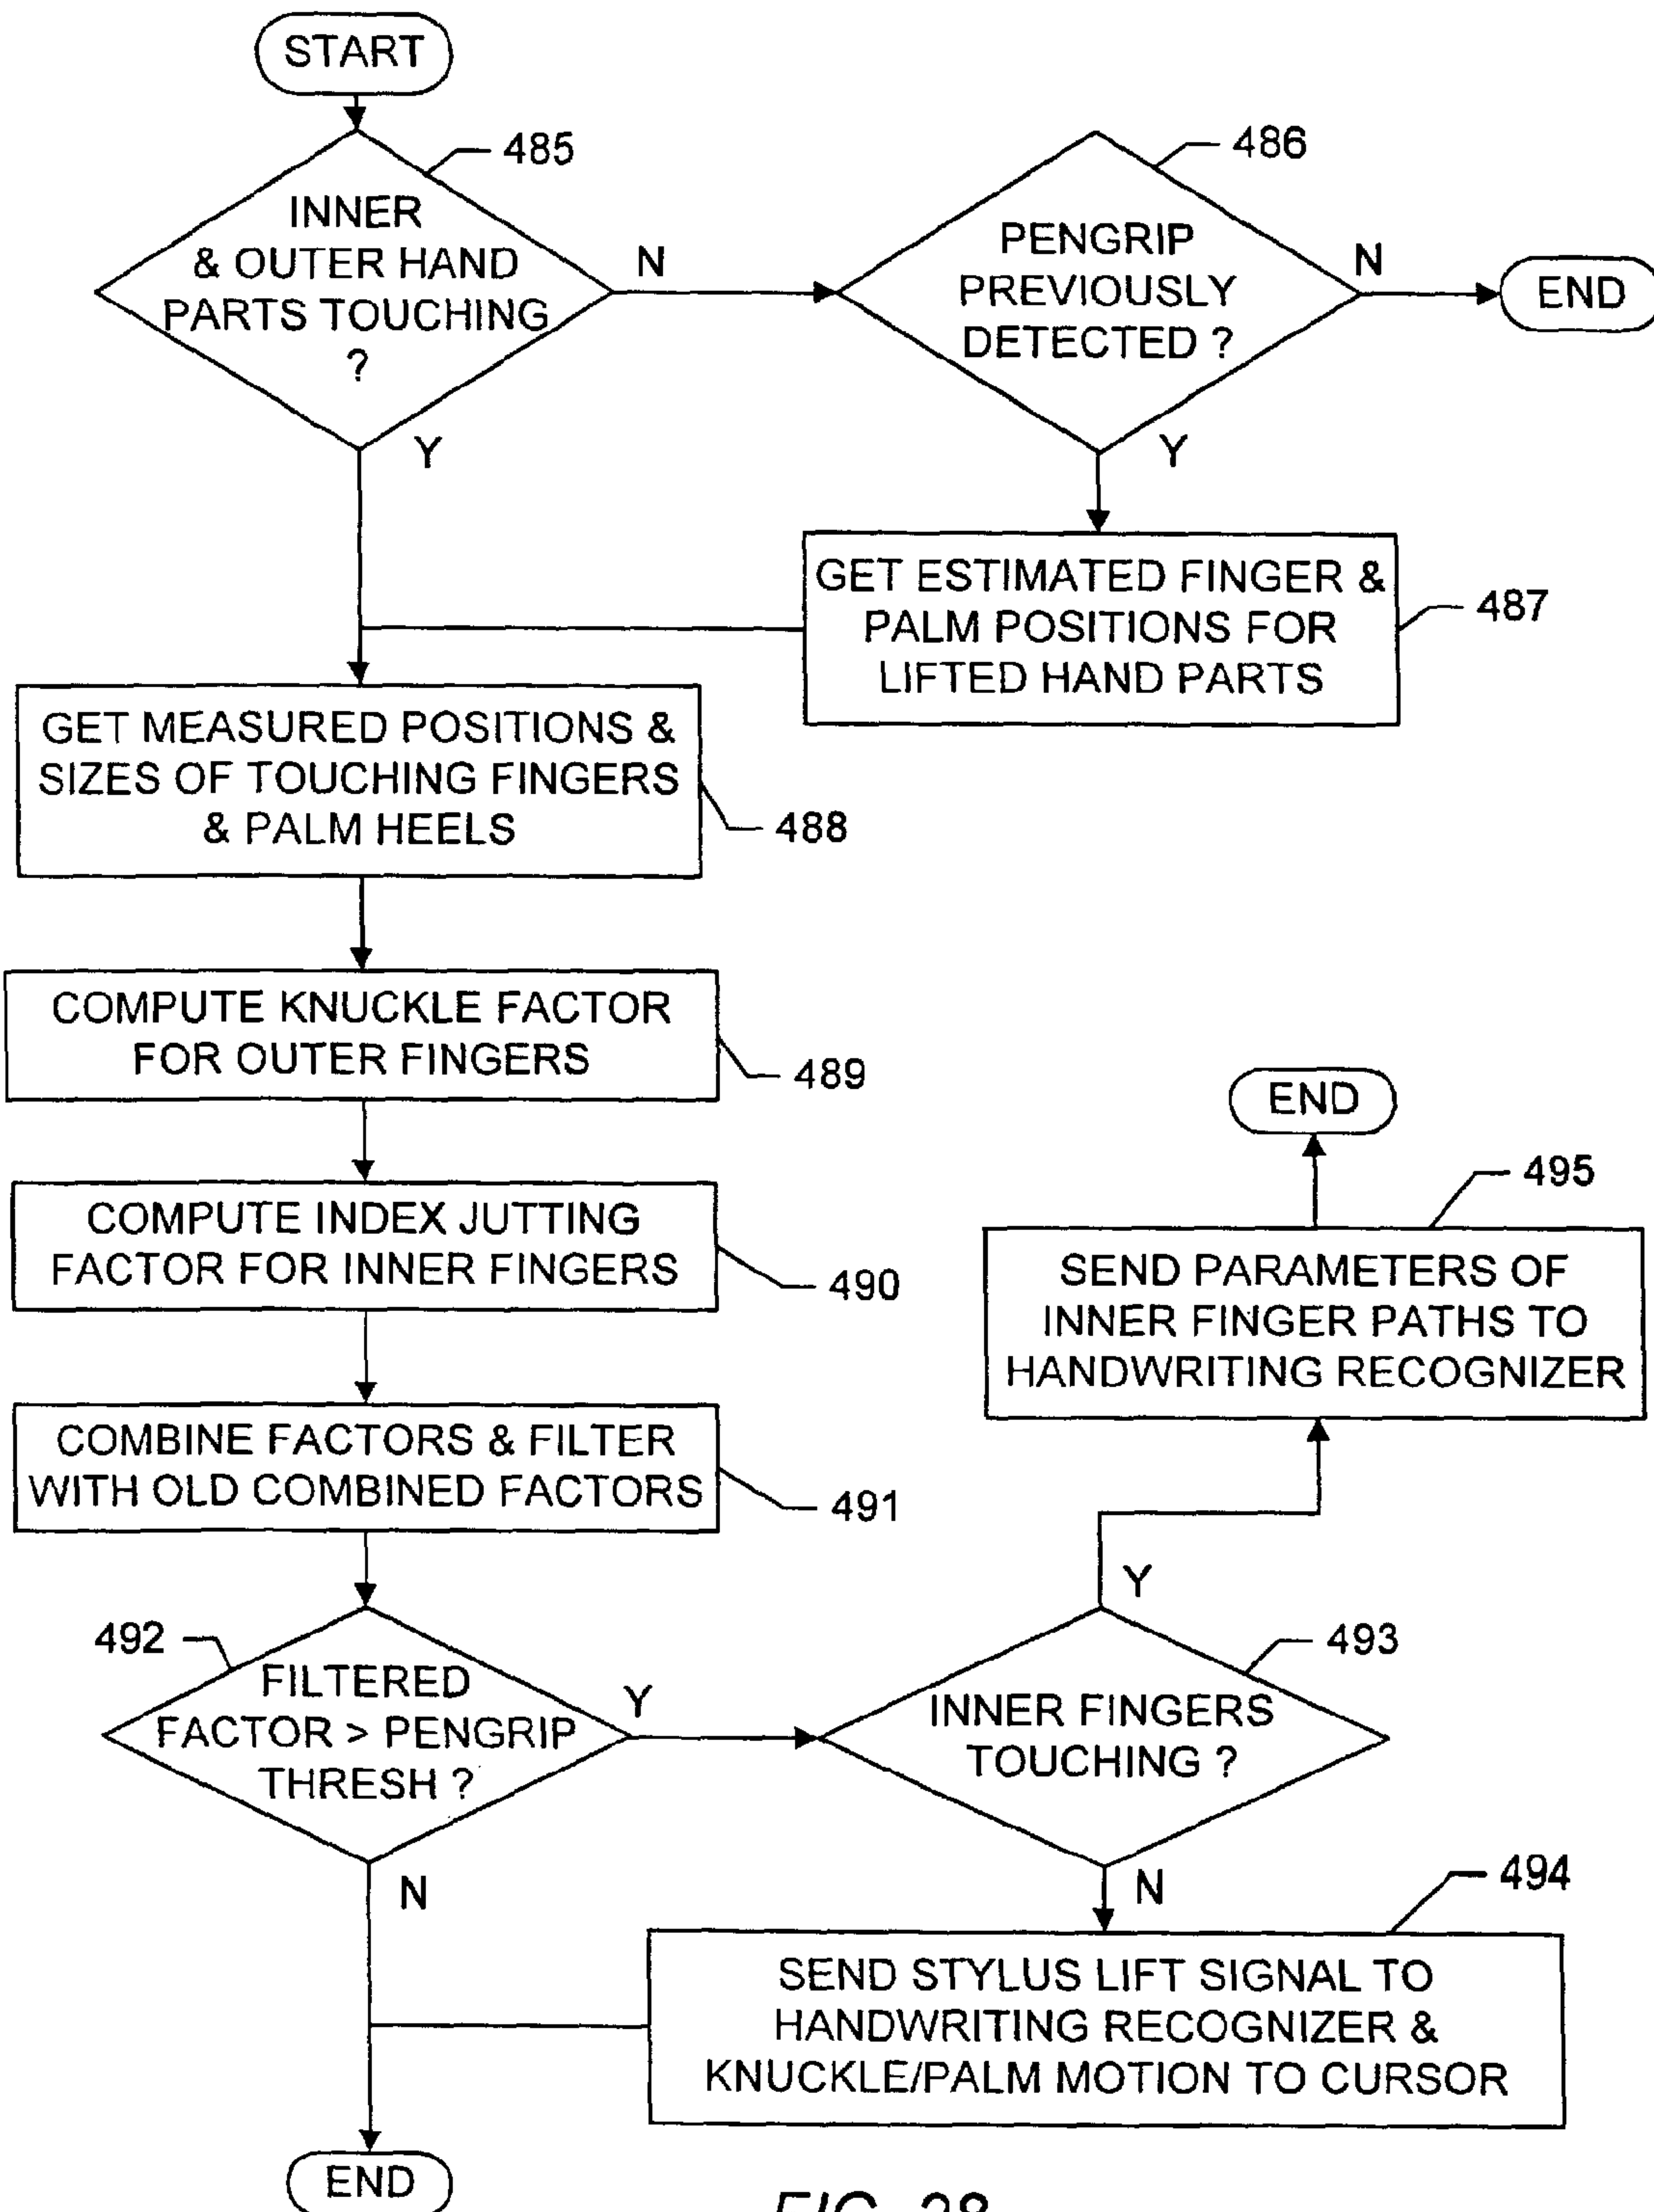 START
485
INNER
& OUTER HAND
PARTS TOUCHING
?
N
Y
486
PENGRIP
PREVIOUSLY
DETECTED ?
N
END
Y
GET ESTIMATED FINGER &
PALM POSITIONS FOR
LIFTED HAND PARTS
487
GET MEASURED POSITIONS &
SIZES OF TOUCHING FINGERS
& PALM HEELS
488
COMPUTE KNUCKLE FACTOR
FOR OUTER FINGERS
489
COMPUTE INDEX JUTTING
FACTOR FOR INNER FINGERS
490
COMBINE FACTORS & FILTER
WITH OLD COMBINED FACTORS
491
492
FILTERED
FACTOR > PENGRIP
THRESH ?
Y
N
493
INNER FINGERS
TOUCHING ?
Y
495
SEND PARAMETERS OF
INNER FINGER PATHS TO
HANDWRITING RECOGNIZER
END
N
494
SEND STYLUS LIFT SIGNAL TO
HANDWRITING RECOGNIZER &
KNUCKLE/PALM MOTION TO CURSOR
END
FIG. 38